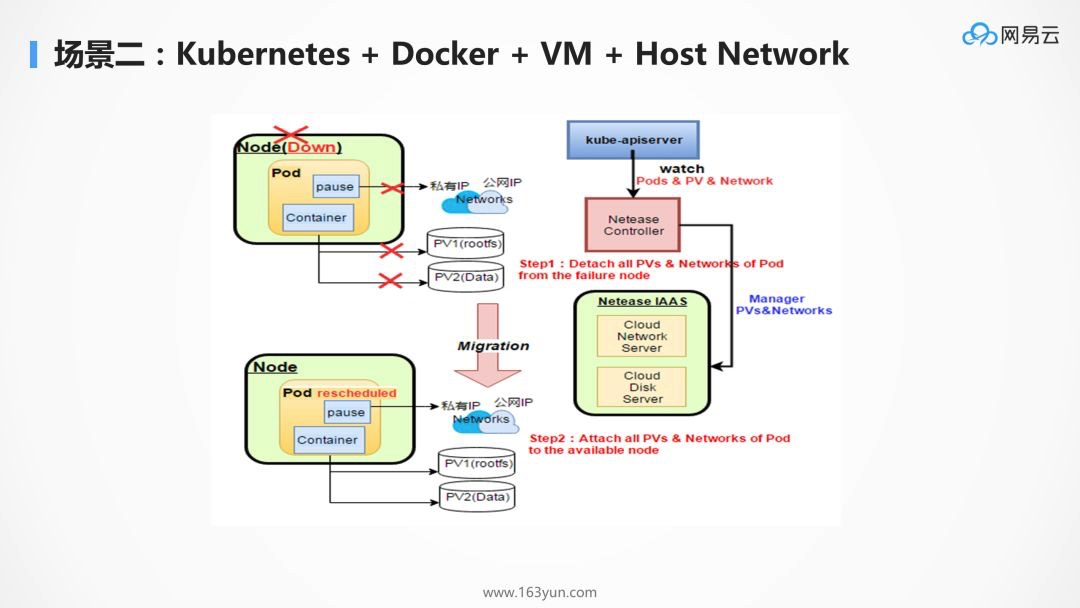 场景二：Kubernetes + Docker + VM + Host Network
网易云
Node(Down)
Pod
pause
Container
私有IP
公网IP
Networks
PV1(rootfs)
PV2(Data)
Migration
Node
Pod rescheduled
pause
Container
私有IP
公网IP
Networks
PV1(rootfs)
PV2(Data)
kube-apiserver
watch
Pods & PV & Network
Netease
Controller
Step1：Detach all PVs & Networks of Pod
from the failure node
Netease IAAS
Cloud
Network
Server
Cloud
Disk
Server
Manager
PVs&Networks
Step2：Attach all PVs & Networks of Pod
to the available node
www.163yun.com